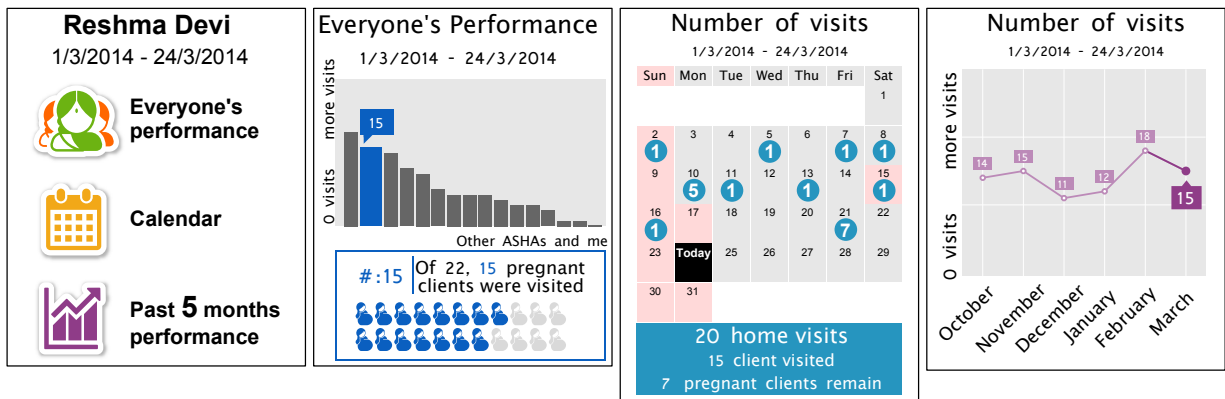 Reshma Devi
1/3/2014 - 24/3/2014
Everyone's
performance
Calendar
Past 5 months
performance
Everyone's Performance
1/3/2014 - 24/3/2014
more visits
0 visits
15
Other ASHAs and me
#:15
Of 22, 15 pregnant
clients were visited
Number of visits
1/3/2014 - 24/3/2014
Sun Mon Tue Wed Thu Fri Sat
1
2 3 4 5 6 7 8
1 1 1 1
9 10 11 12 13 14 15
5 1 1 1
16 17 18 19 20 21 22
1 7
23 Today 25 26 27 28 29
30 31
20 home visits
15 client visited
7 pregnant clients remain
Number of visits
1/3/2014 - 24/3/2014
more visits
0 visits
14 15 11 12 18 15
October November December January February March